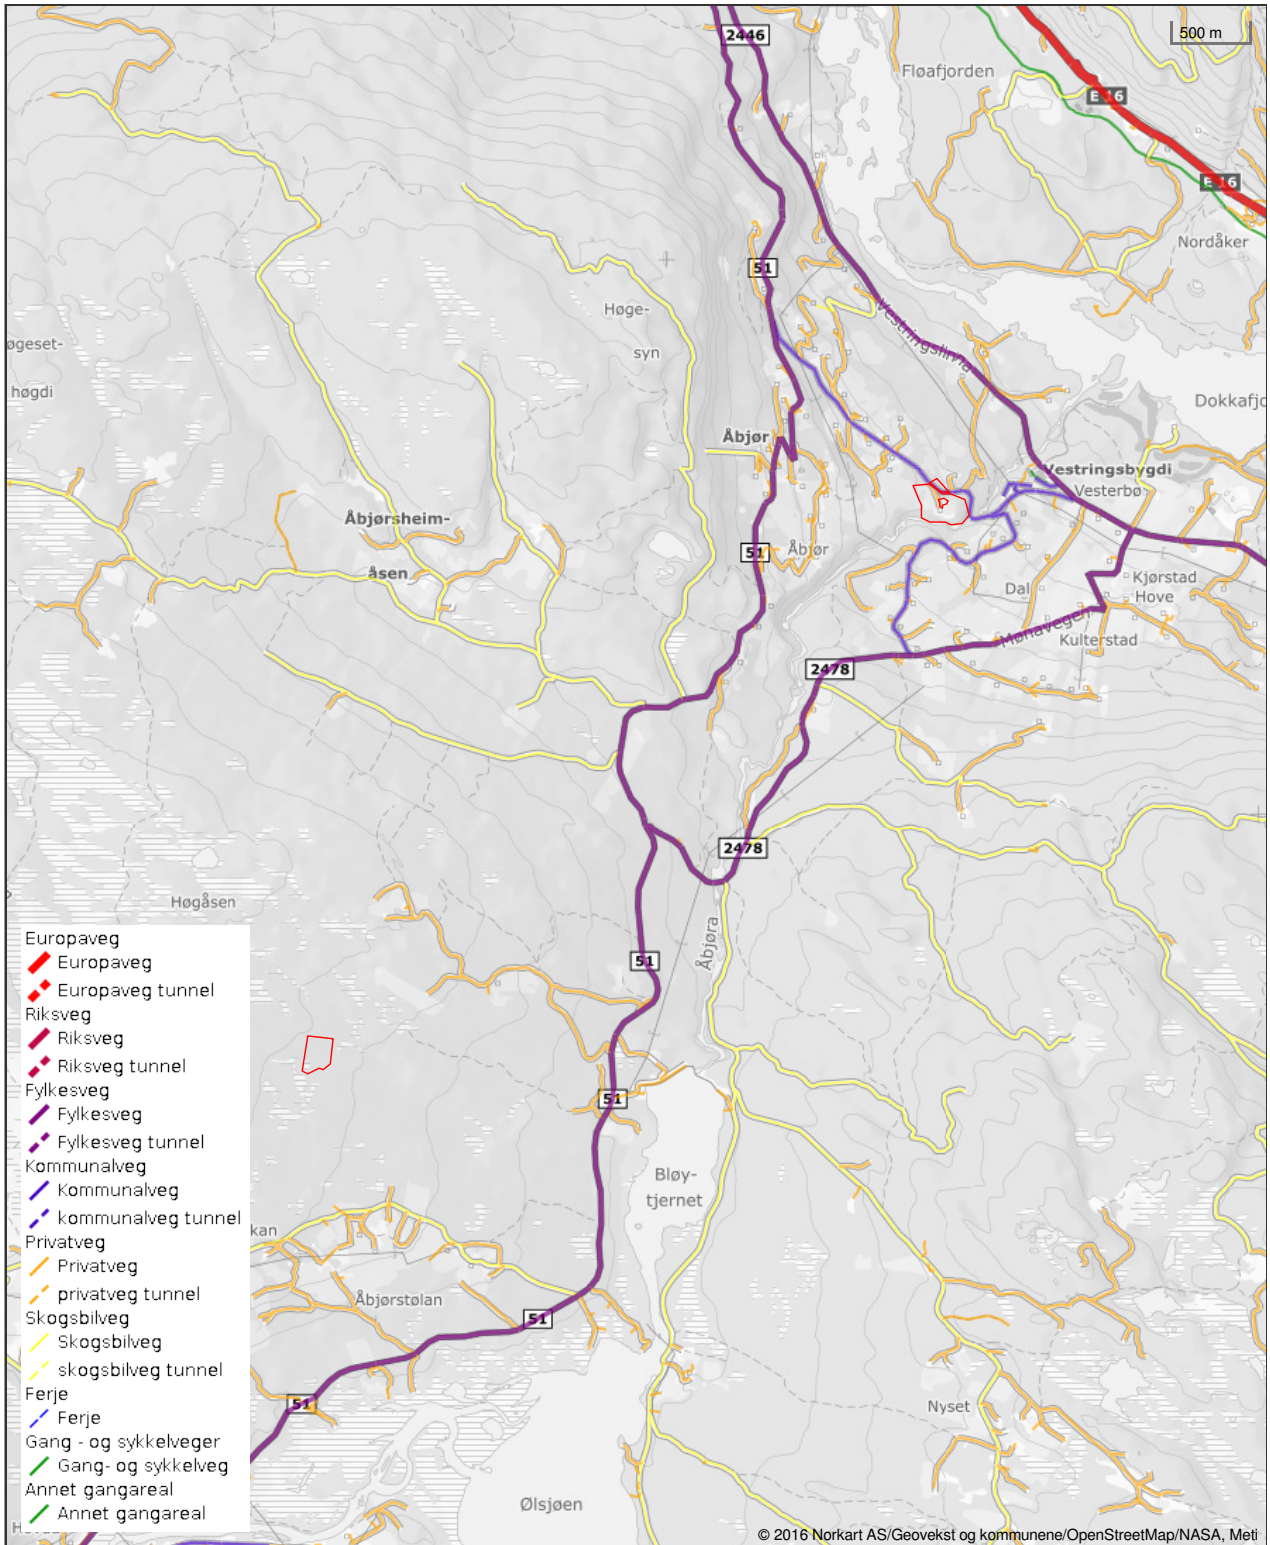 2446
500 m
Fløafjorden
E 16
E 16
Nordåker
51
Høge-
syn
Vestringslinna
øgeset-
høgdi
Dokkafjo
Åbjør
Vestringsbygdi
Vesterbø
Åbjørsheim-
åsen
51
Åbjør
Dal
Kjørstad
Hove
Mønavegen
Kulterstad
2478
2478
Høgåsen
Åbjøra
51
51
Bløy-
tjernet
kan
Åbjørstølan
51
51
Nyset
Ølsjøen
Europaveg
Europaveg
Europaveg tunnel
Riksveg
Riksveg
Riksveg tunnel
Fylkesveg
Fylkesveg
Fylkesveg tunnel
Kommunalveg
Kommunalveg
kommunalveg tunnel
Privatveg
Privatveg
privatveg tunnel
Skogsbilveg
Skogsbilveg
skogsbilveg tunnel
Ferje
Ferje
Gang - og sykkelveger
Gang- og sykkelveg
Annet gangareal
Annet gangareal
© 2016 Norkart AS/Geovekst og kommunene/OpenStreetMap/NASA, Meti